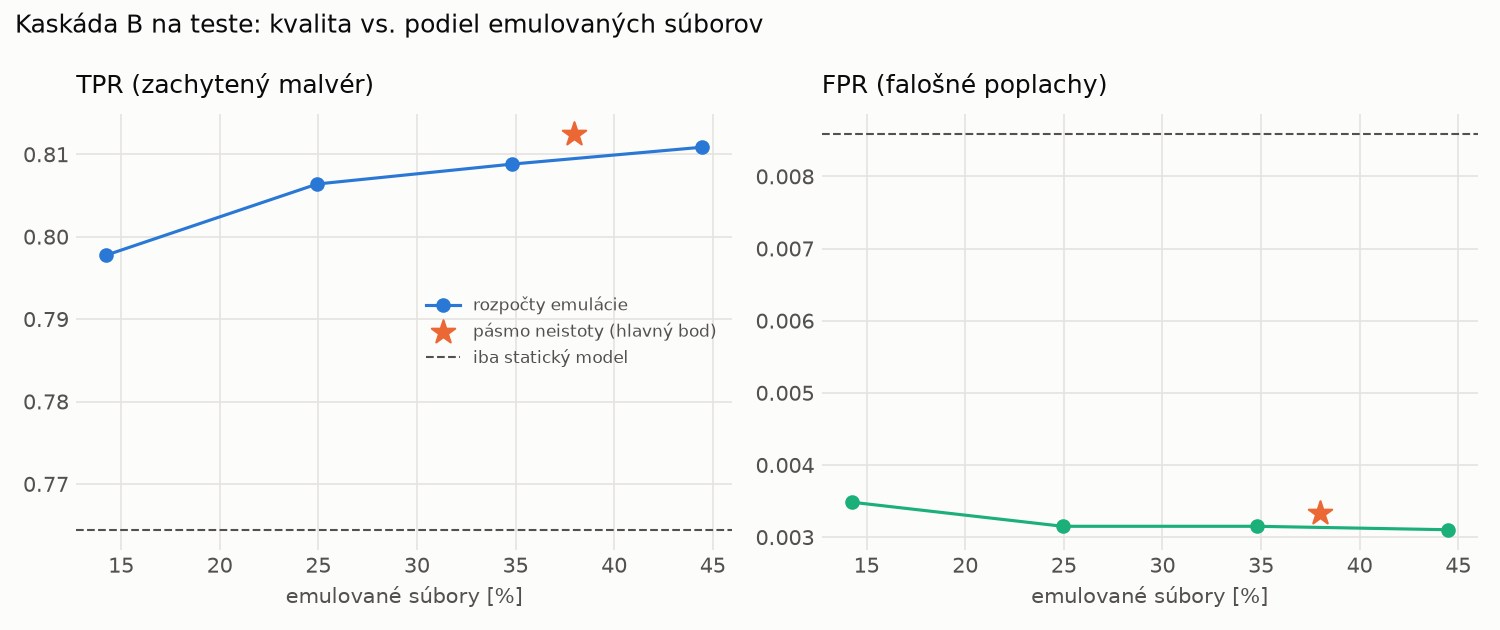 Kaskáda B na teste: kvalita vs. podiel emulovaných súborov
TPR (zachytený malvér)
0.81
0.80
0.79
0.78
0.77
rozpočty emulácie
pásmo neistoty (hlavný bod)
iba statický model
15 20 25 30 35 40 45
emulované súbory [%]
FPR (falošné poplachy)
0.008
0.007
0.006
0.005
0.004
0.003
15 20 25 30 35 40 45
emulované súbory [%]